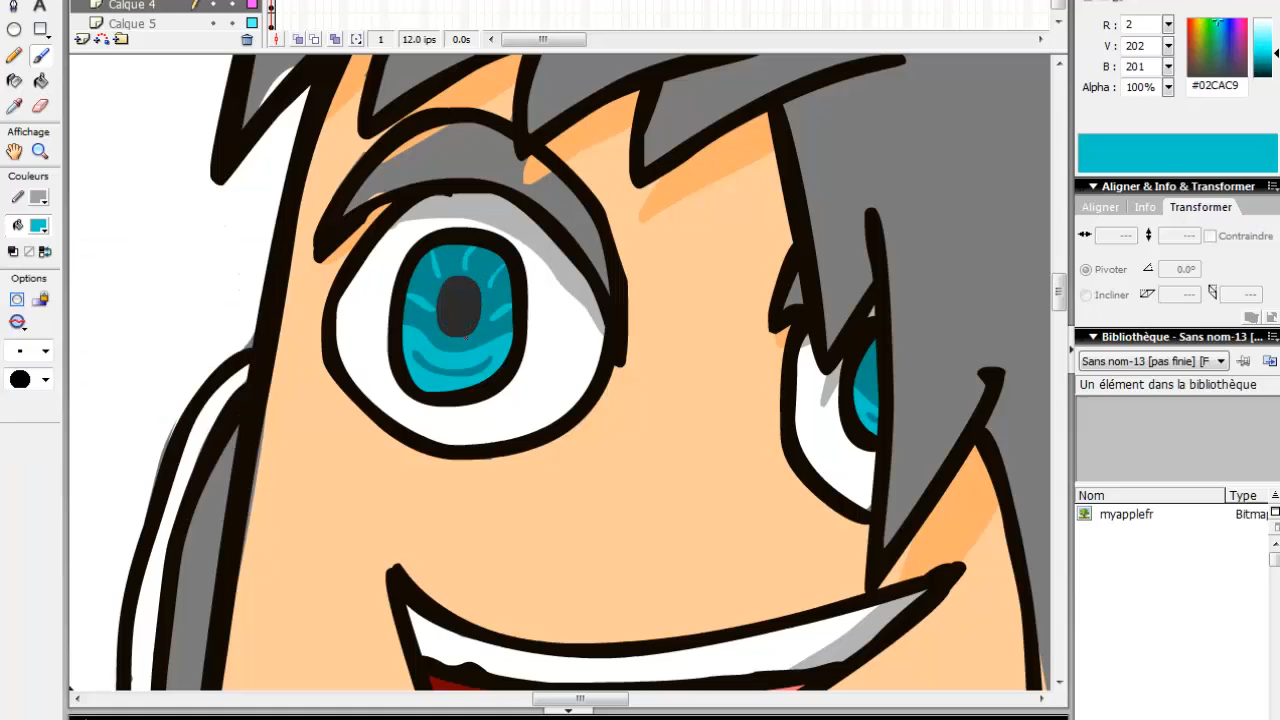 Calque 4
Calque 5
1
12.0 ips
0.0s
Affichage
Couleurs
Options
R :
2
V :
202
B :
201
Alpha :
100%
#02CAC9
Aligner & Info & Transformer
Aligner
Info
Transformer
---
---
Contraindre
Pivoter
0.0°
Incliner
---
---
Bibliothèque - Sans nom-13 [...
Sans nom-13 [pas finie] [F
Un élément dans la bibliothèque
Nom
Type
myapplefr
Bitma